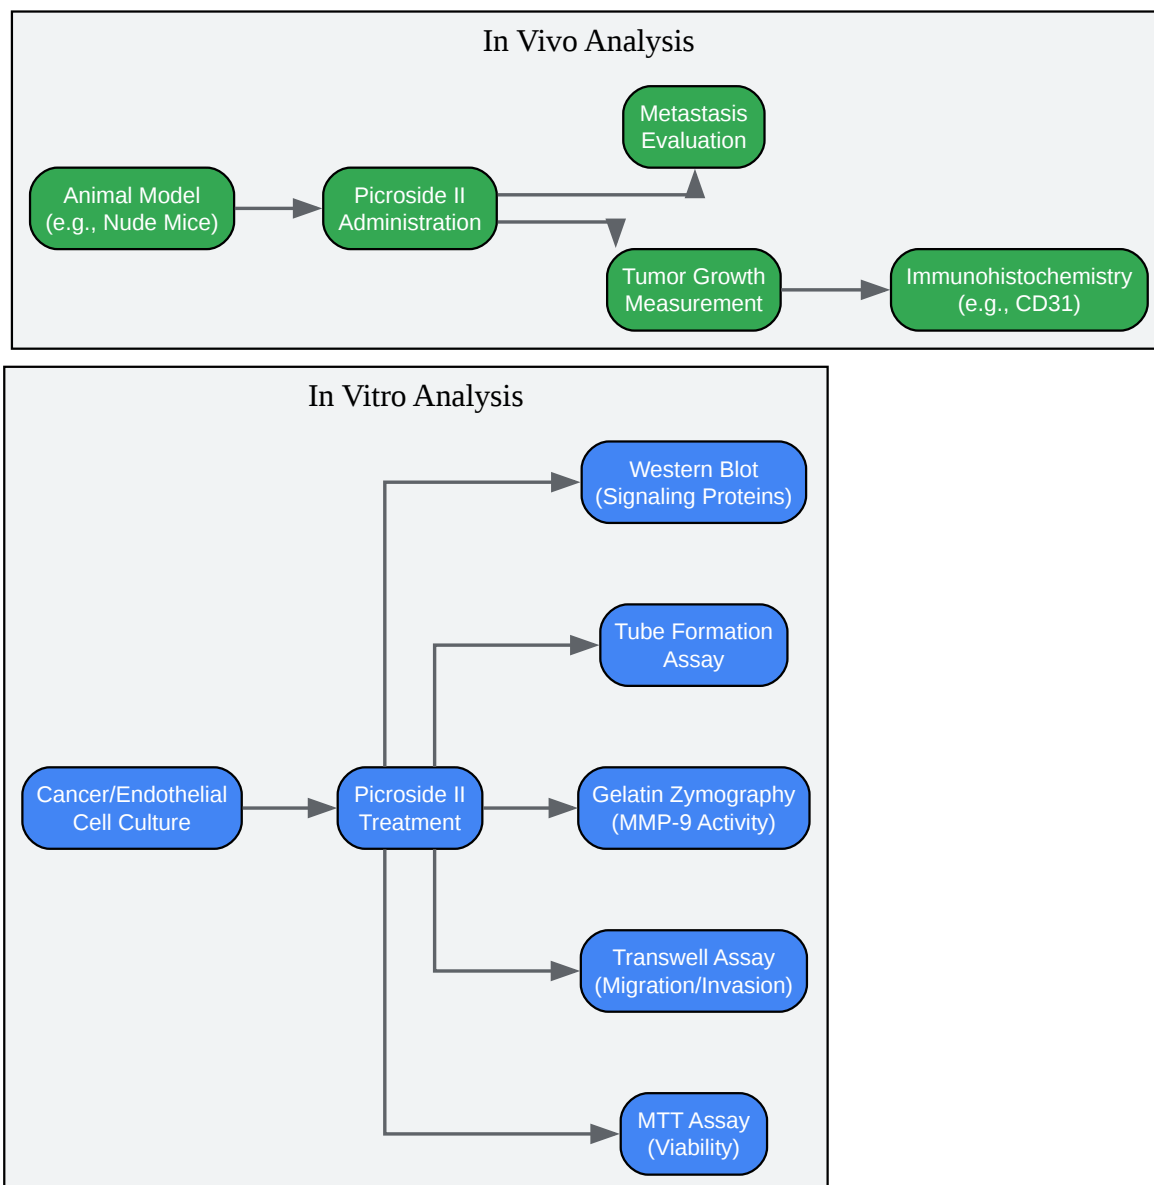 In Vivo Analysis
Metastasis
Evaluation
Animal Model
(e.g., Nude Mice)
Picroside II
Administration
Tumor Growth
Measurement
Immunohistochemistry
(e.g., CD31)
In Vitro Analysis
Western Blot
(Signaling Proteins)
Tube Formation
Assay
Cancer/Endothelial
Cell Culture
Picroside II
Treatment
Gelatin Zymography
(MMP-9 Activity)
Transwell Assay
(Migration/Invasion)
MTT Assay
(Viability)